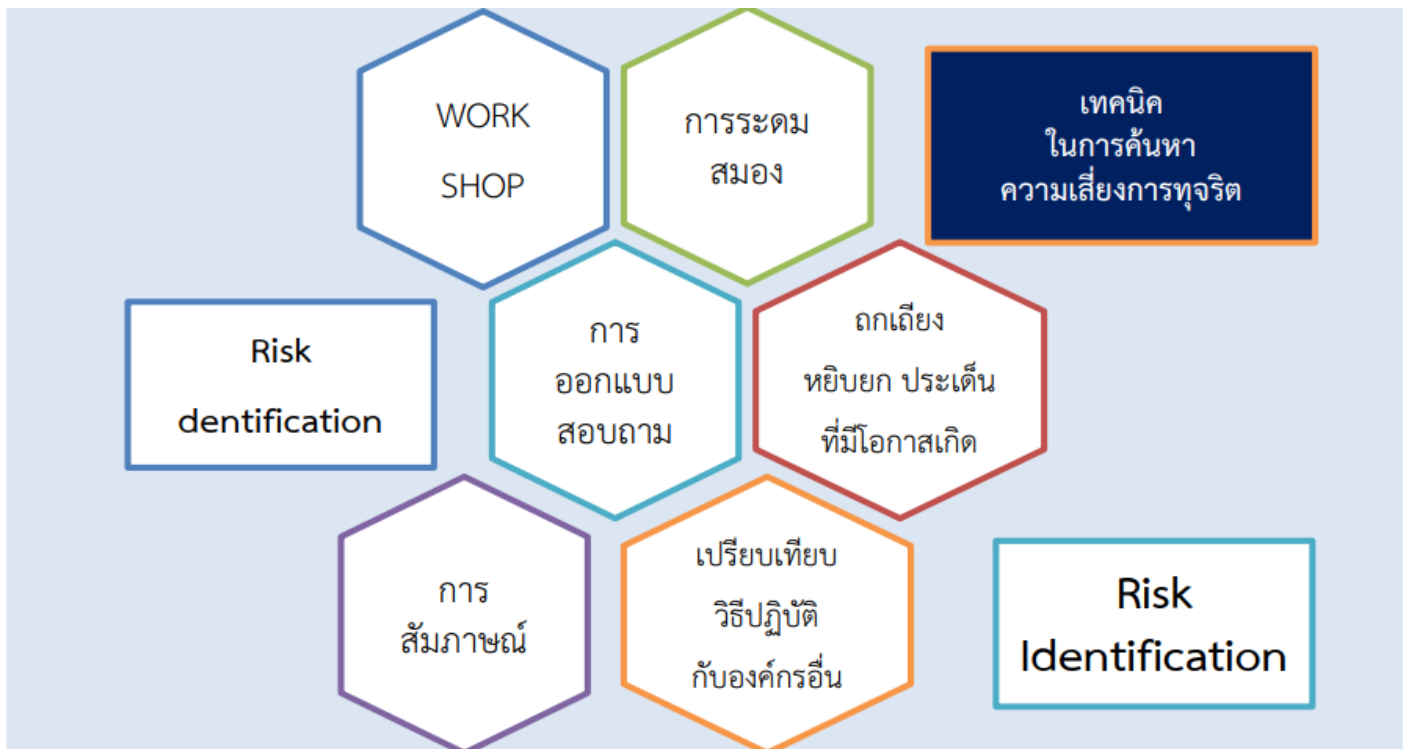 WORK
SHOP
การระดม
สมอง
เทคนิค
ในการค้นหา
ความเสี่ยงการทุจริต
Risk
dentification
การ
ออกแบบ
สอบถาม
ถกเถียง
หยิบยก ประเด็น
ที่มีโอกาสเกิด
การ
สัมภาษณ์
เปรียบเทียบ
วิธีปฏิบัติ
กับองค์กรอื่น
Risk
Identification